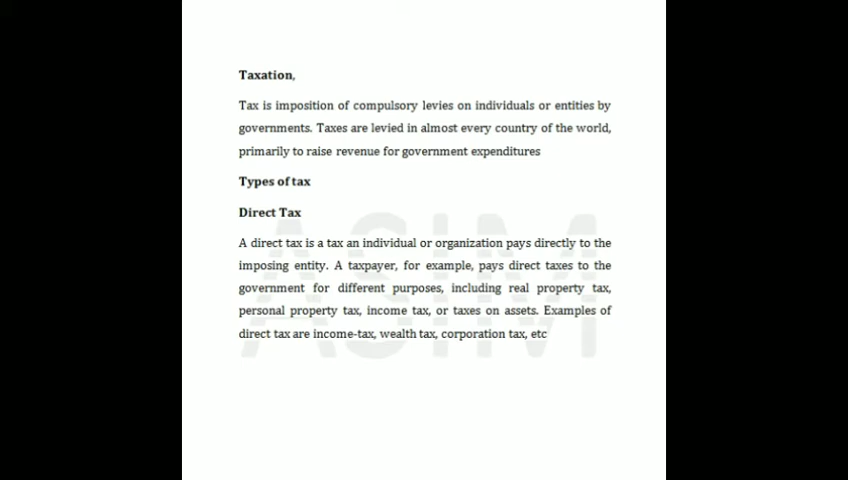 Taxation,
Tax is imposition of compulsory levies on individuals or entities by
governments. Taxes are levied in almost every country of the world,
primarily to raise revenue for government expenditures
Types of tax
Direct Tax
A direct tax is a tax an individual or organization pays directly to the
imposing entity. A taxpayer, for example, pays direct taxes to the
government for different purposes, including real property tax,
personal property tax, income tax, or taxes on assets. Examples of
direct tax are income-tax, wealth tax, corporation tax, etc
ASIM